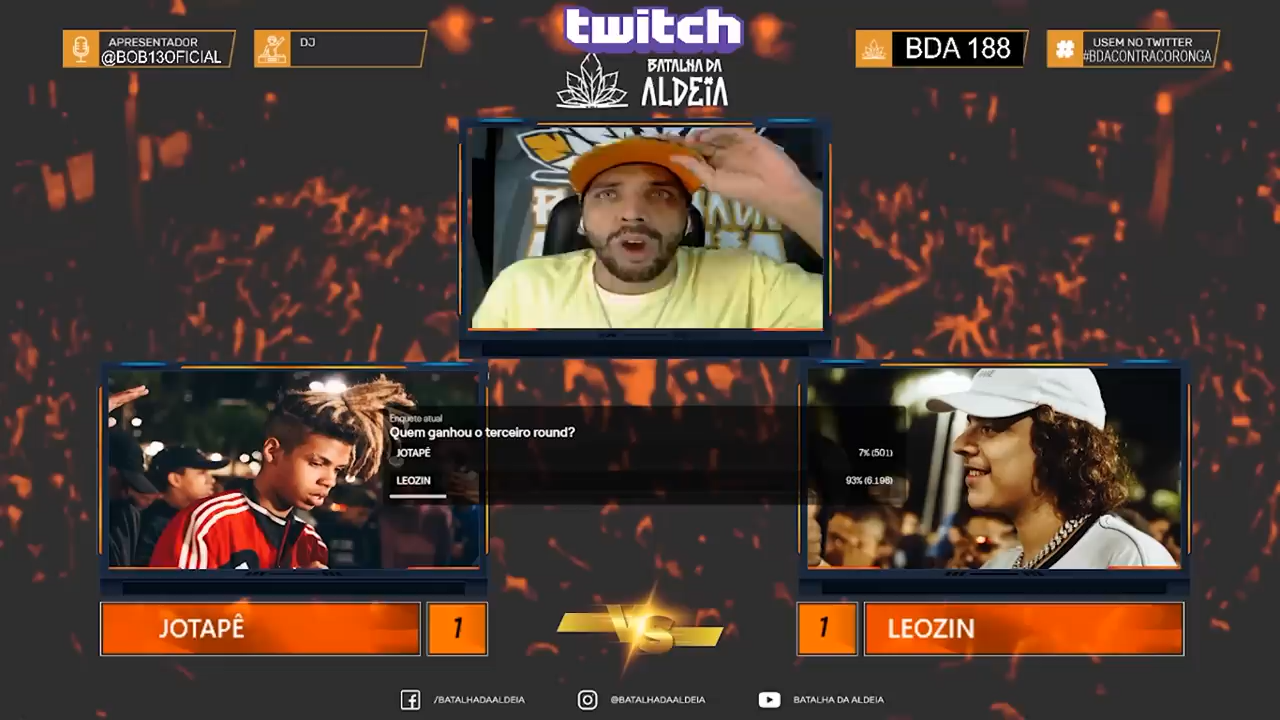 twitch
APRESENTADOR
@BOB13OFICIAL
DJ
BATALHA DA
ALDEIA
BDA 188
USEM NO TWITTER
#BDACONTRACORONGA
Enquete atual
Quem ganhou o terceiro round?
JOTAPÊ
7% (501)
LEOZIN
93% (6.198)
JOTAPÊ
1
VS
1
LEOZIN
/BATALHADAALDEIA
@BATALHADAALDEIA
BATALHA DA ALDEIA